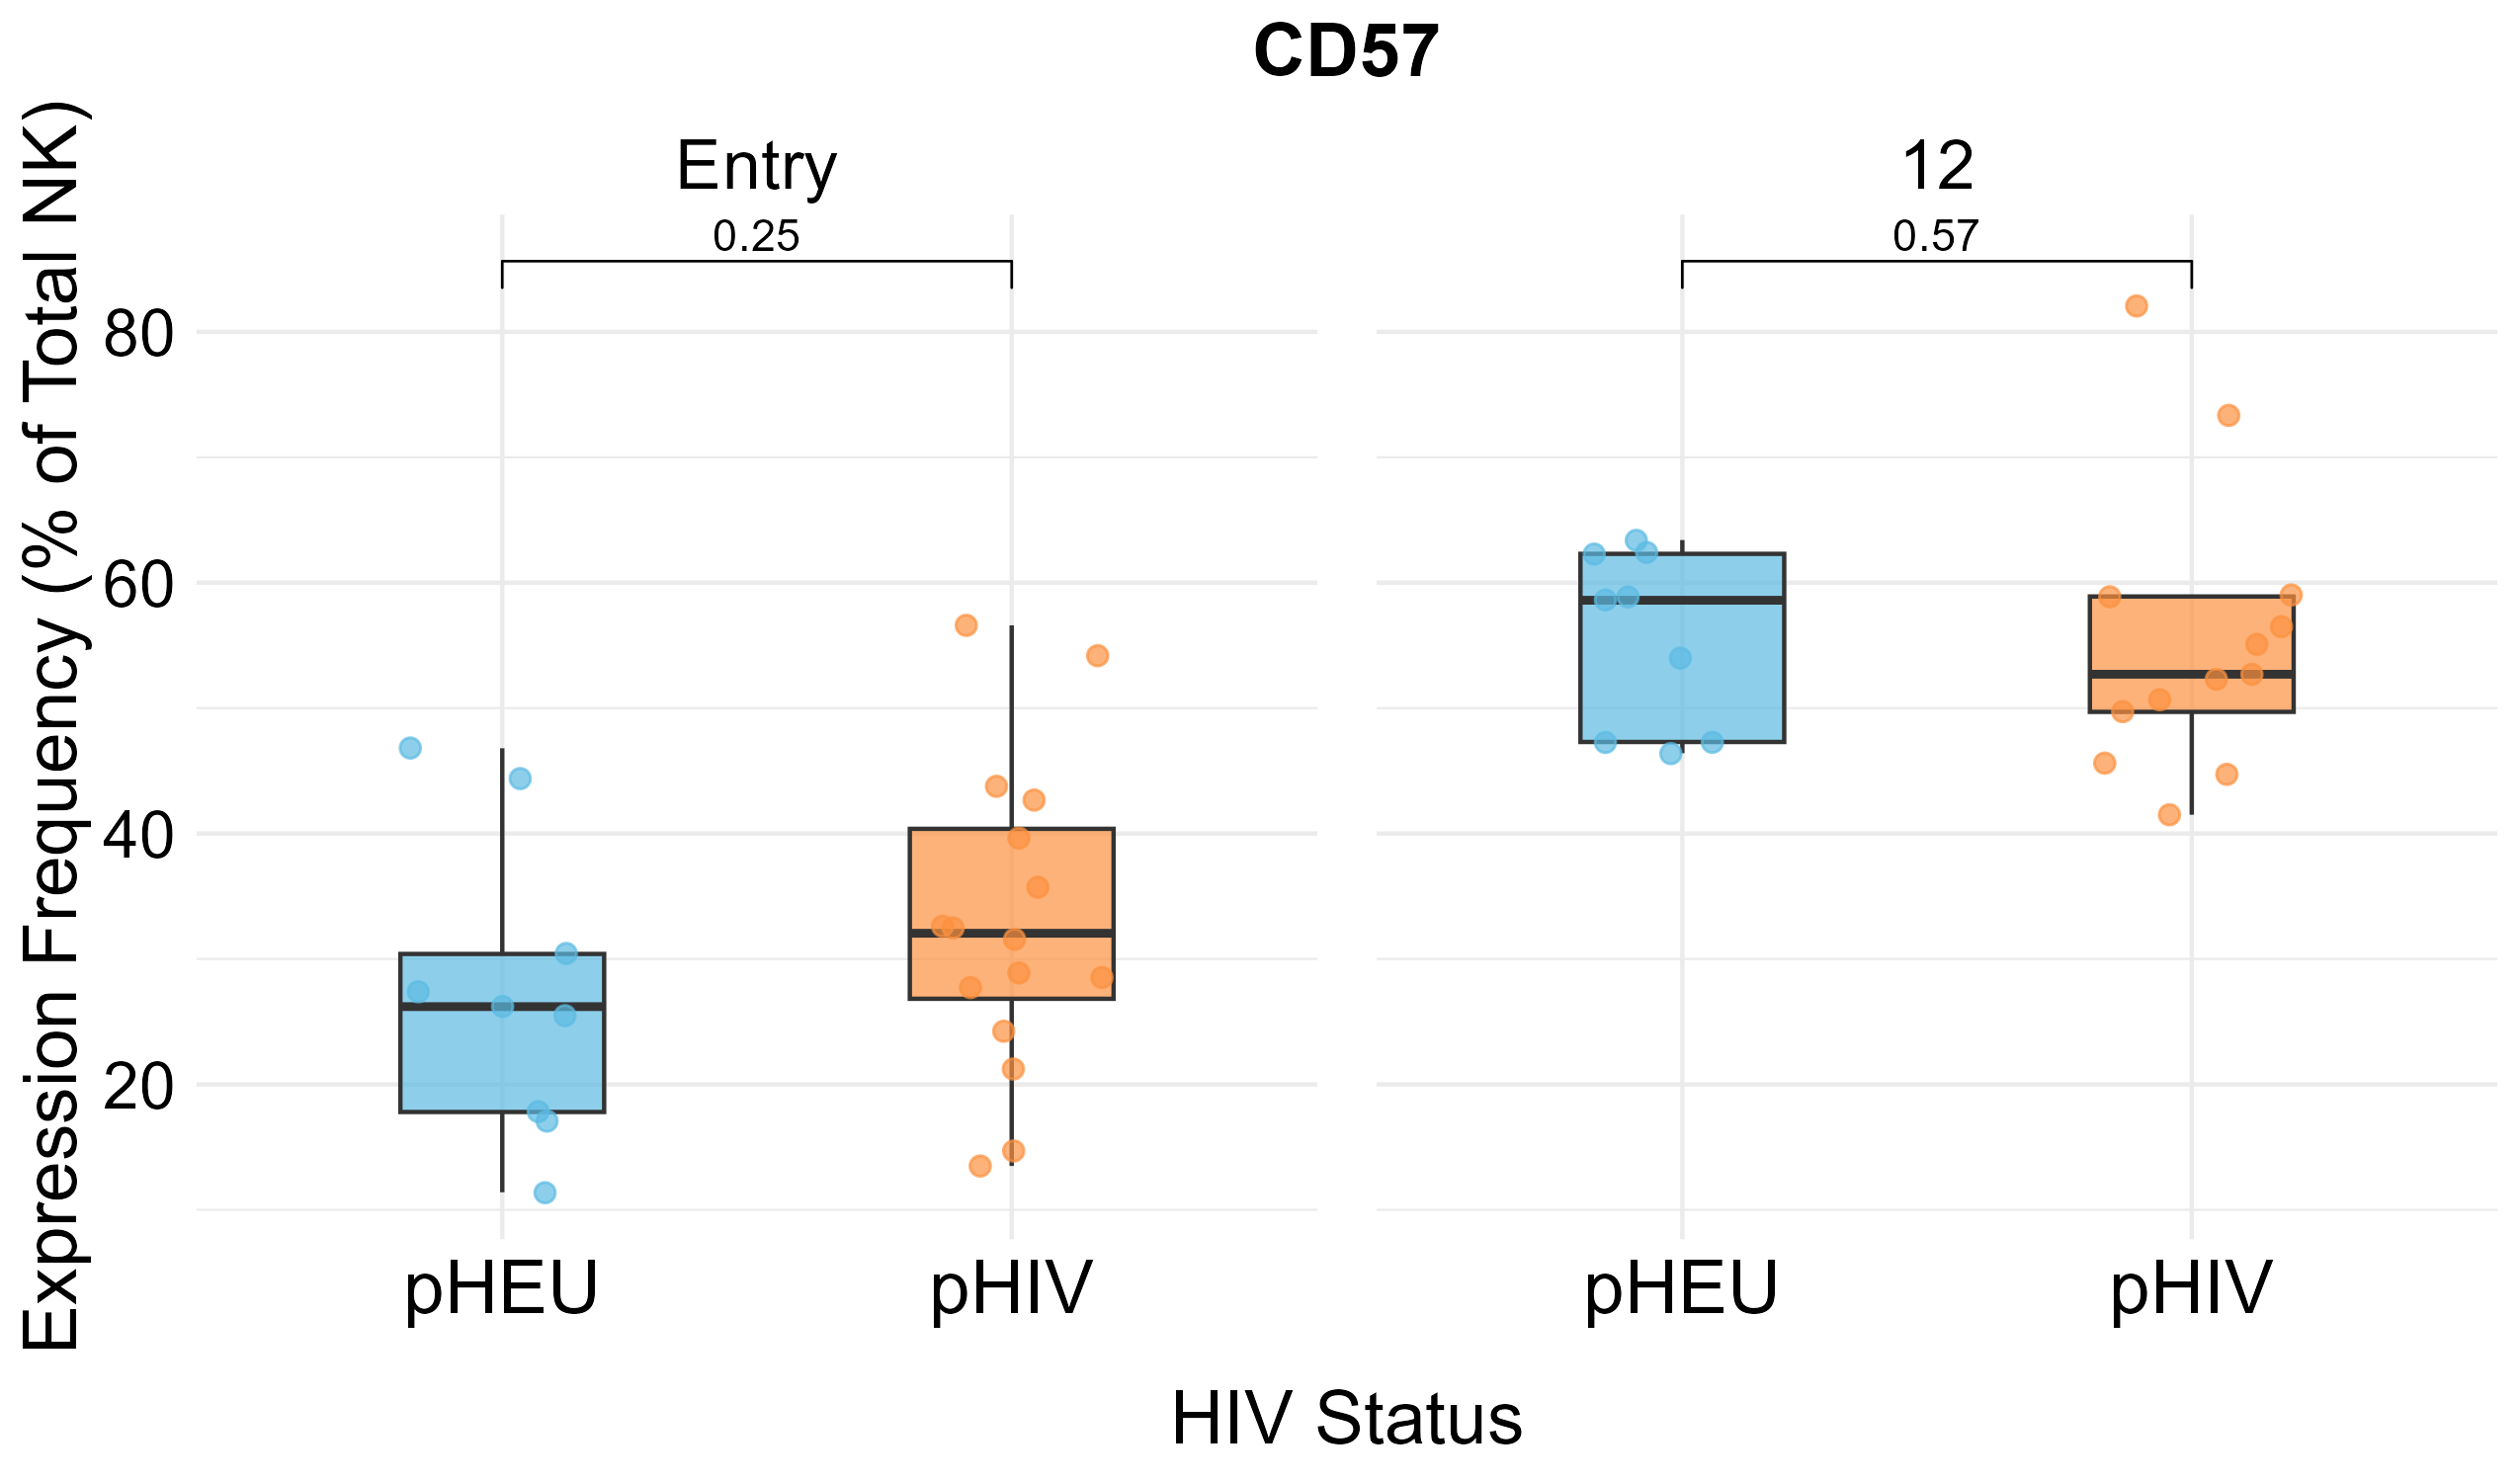 CD57
Entry
12
0.25
0.57
Expression Frequency (% of Total NK)
80
60
40
20
pHEU
pHIV
pHEU
pHIV
HIV Status